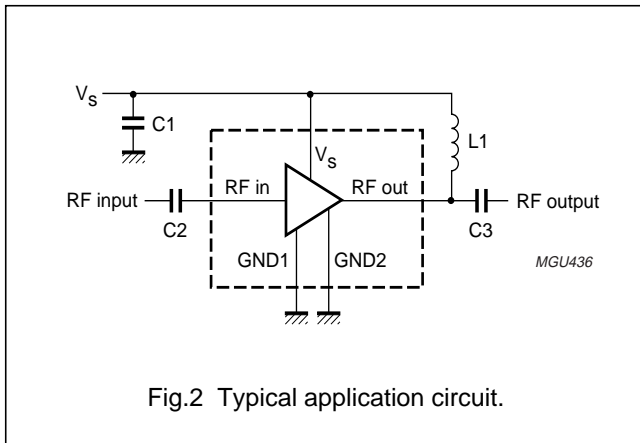 Vs
C1
L1
Vs
RF input
RF in
RF out
RF output
C2
C3
GND1
GND2
MGU436
Fig.2 Typical application circuit.